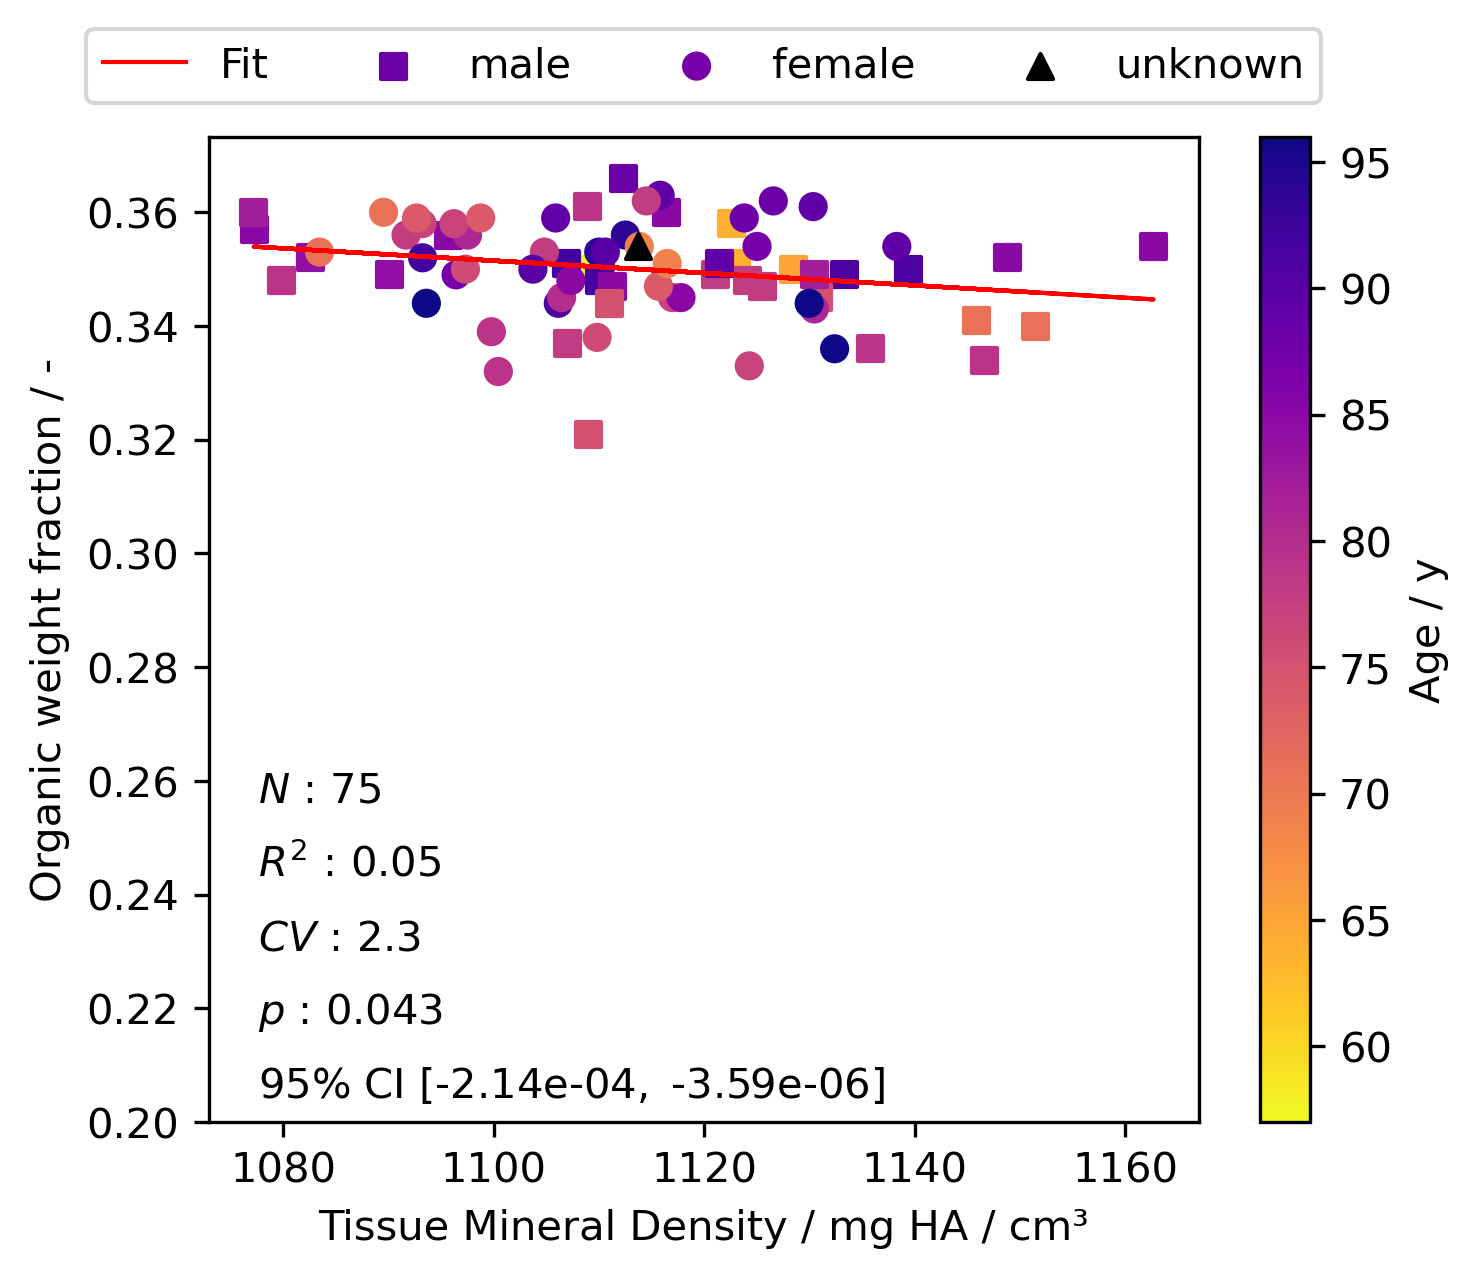 Fit male female unknown
0.36
0.34
0.32
0.30
0.28
0.26
0.24
0.22
0.20
Organic weight fraction / -
N : 75
R² : 0.05
CV : 2.3
p : 0.043
95% CI [-2.14e-04, -3.59e-06]
1080 1100 1120 1140 1160
Tissue Mineral Density / mg HA / cm³
95
90
85
80
75
70
65
60
Age / y